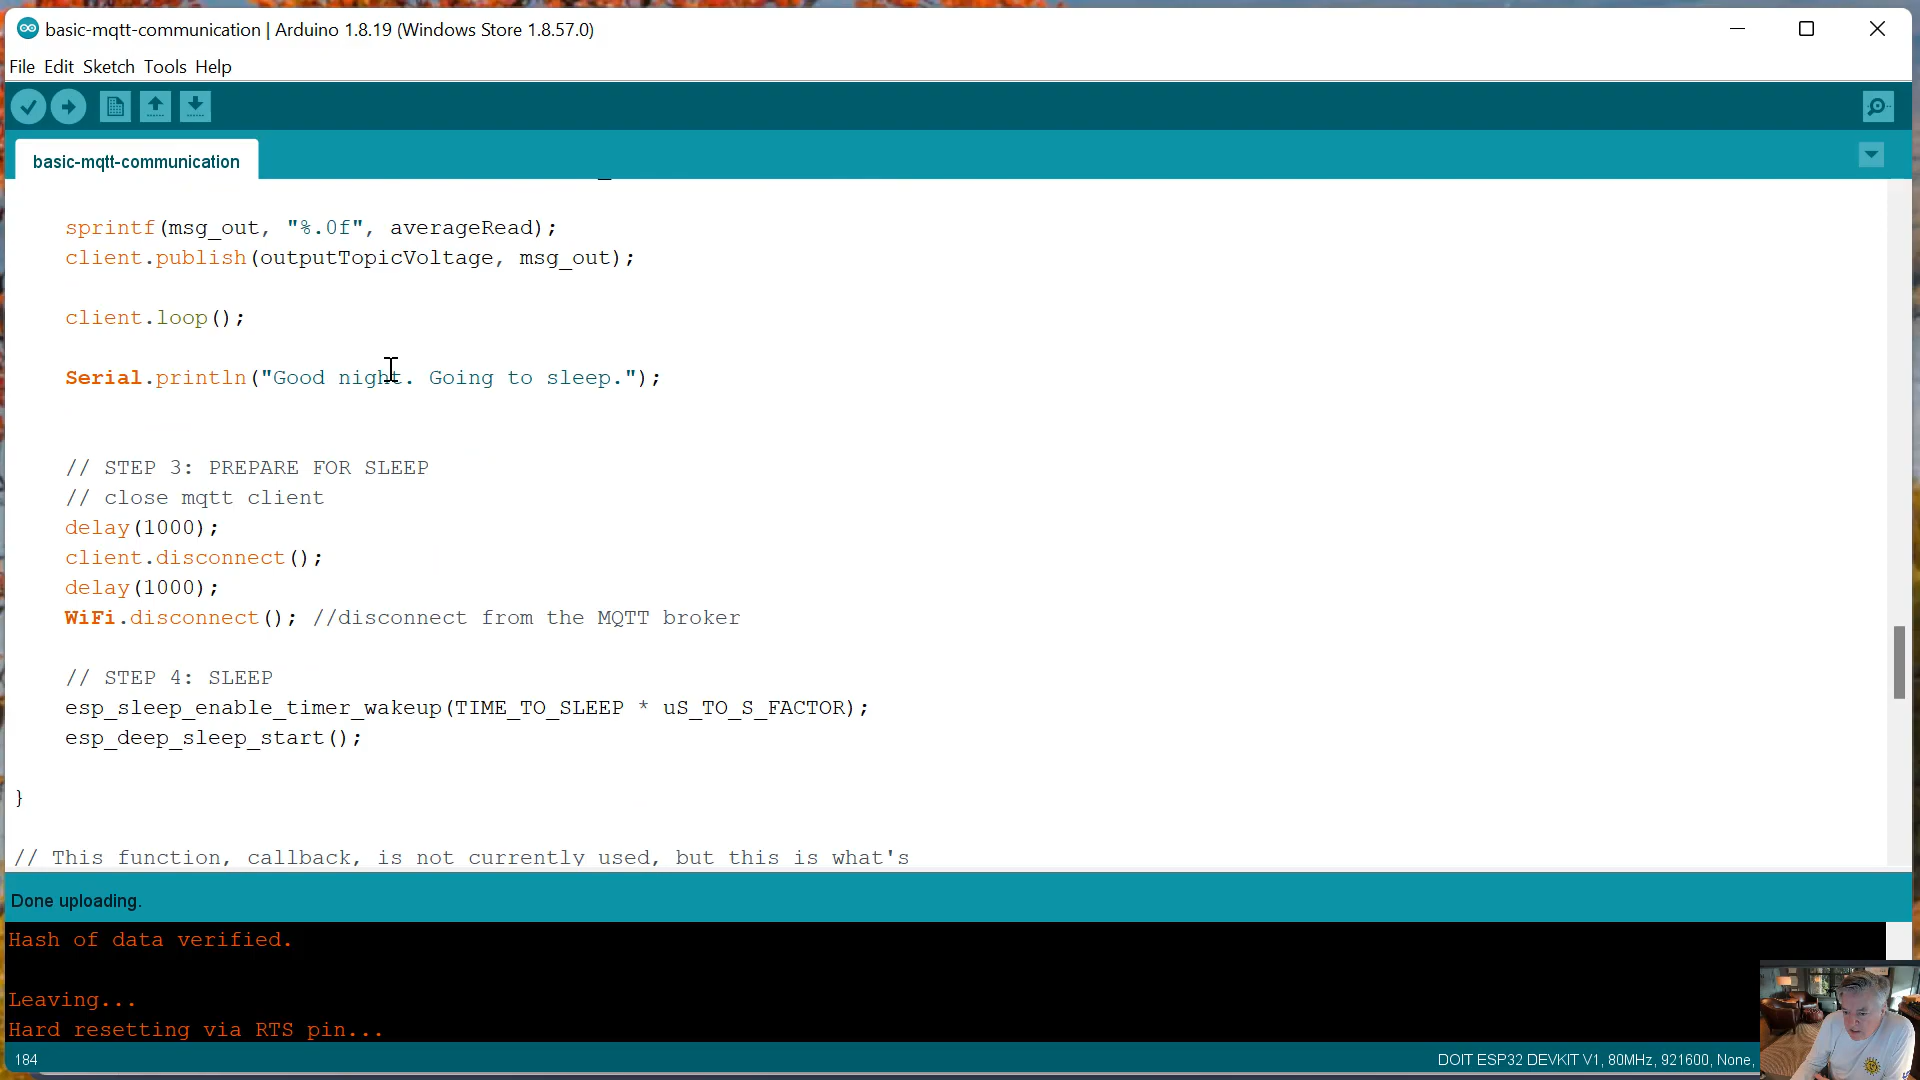 basic-mqtt-communication | Arduino 1.8.19 (Windows Store 1.8.57.0)
File Edit Sketch Tools Help
basic-mqtt-communication
sprintf(msg_out, "%.0f", averageRead);
client.publish(outputTopicVoltage, msg_out);
client.loop();
Serial.println("Good night. Going to sleep.");
// STEP 3: PREPARE FOR SLEEP
// close mqtt client
delay(1000);
client.disconnect();
delay(1000);
WiFi.disconnect(); //disconnect from the MQTT broker
// STEP 4: SLEEP
esp_sleep_enable_timer_wakeup(TIME_TO_SLEEP * uS_TO_S_FACTOR);
esp_deep_sleep_start();
}
// This function, callback, is not currently used, but this is what's
Done uploading.
Hash of data verified.
Leaving...
Hard resetting via RTS pin...
184
DOIT ESP32 DEVKIT V1, 80MHz, 921600, None,